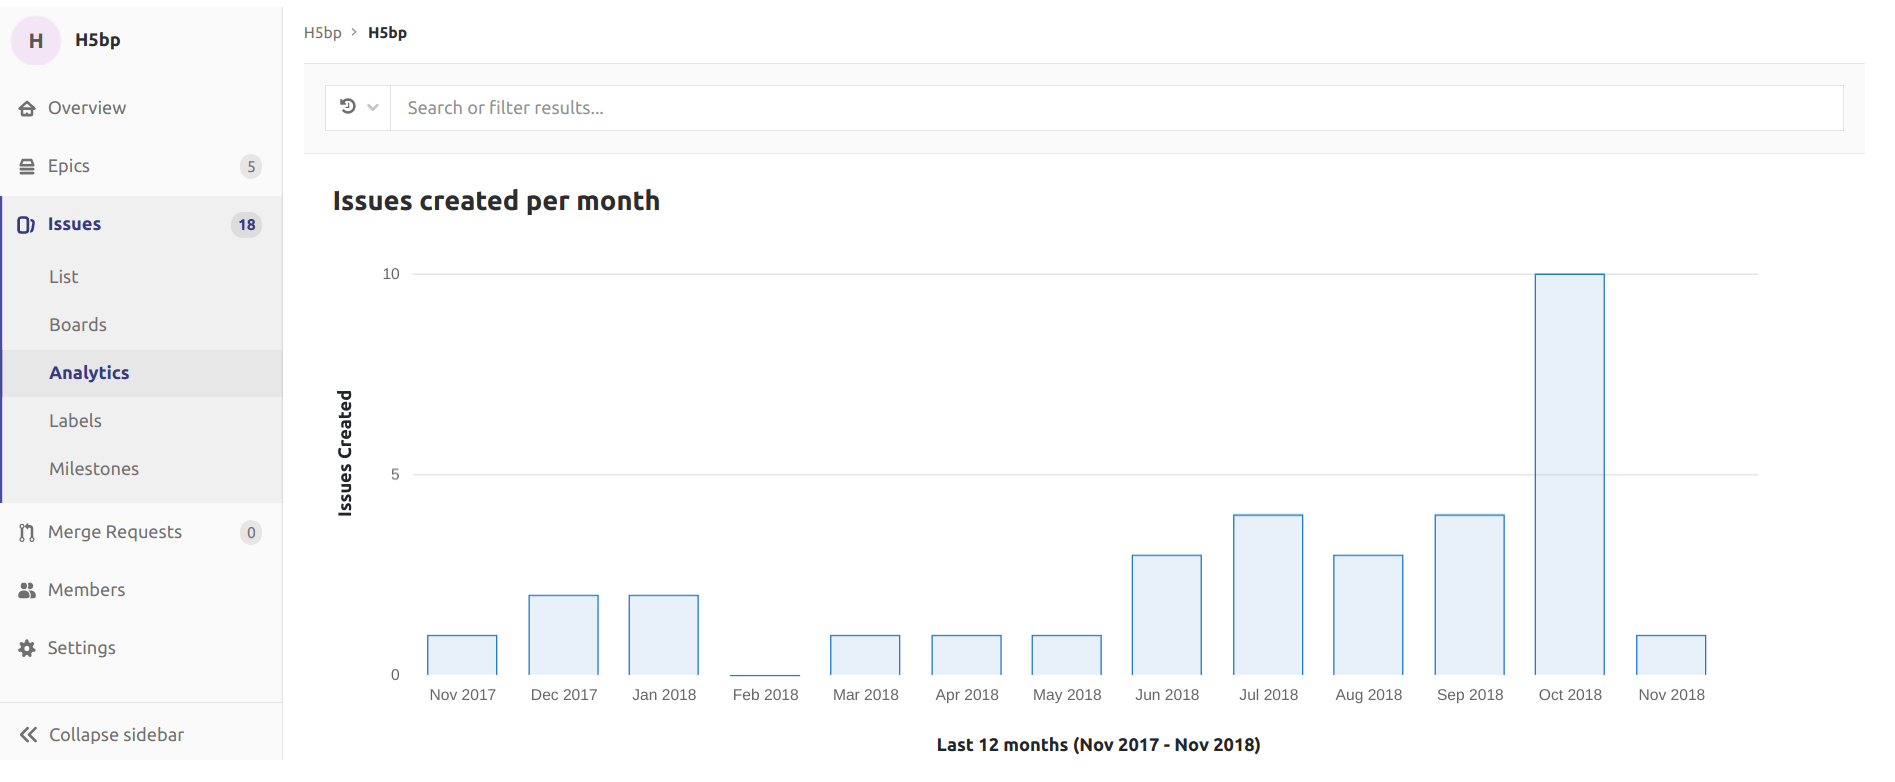 H H5bp
Overview
Epics 5
Issues 18
List
Boards
Analytics
Labels
Milestones
Merge Requests 0
Members
Settings
Collapse sidebar
H5bp > H5bp
Search or filter results...
Issues created per month
Issues Created
10
5
0
Nov 2017 Dec 2017 Jan 2018 Feb 2018 Mar 2018 Apr 2018 May 2018 Jun 2018 Jul 2018 Aug 2018 Sep 2018 Oct 2018 Nov 2018
Last 12 months (Nov 2017 - Nov 2018)